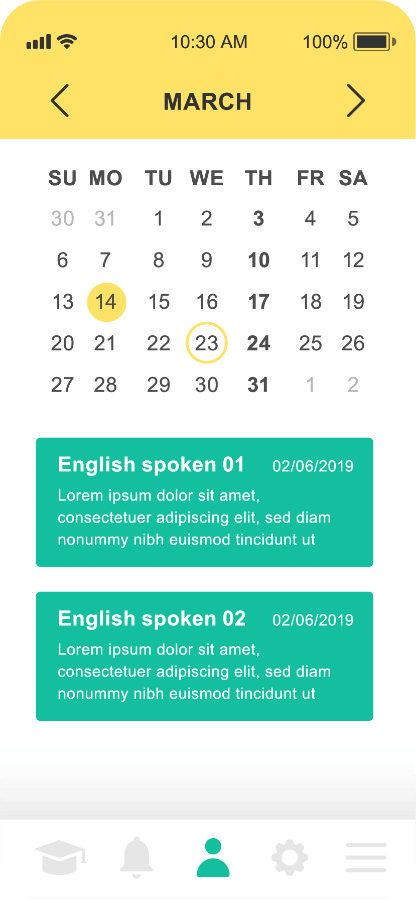 10:30 AM 100%
MARCH
SU MO TU WE TH FR SA
30 31 1 2 3 4 5
6 7 8 9 10 11 12
13 14 15 16 17 18 19
20 21 22 23 24 25 26
27 28 29 30 31 1 2
English spoken 01 02/06/2019
Lorem ipsum dolor sit amet,
consectetuer adipiscing elit, sed diam
nonummy nibh euismod tincidunt ut
English spoken 02 02/06/2019
Lorem ipsum dolor sit amet,
consectetuer adipiscing elit, sed diam
nonummy nibh euismod tincidunt ut